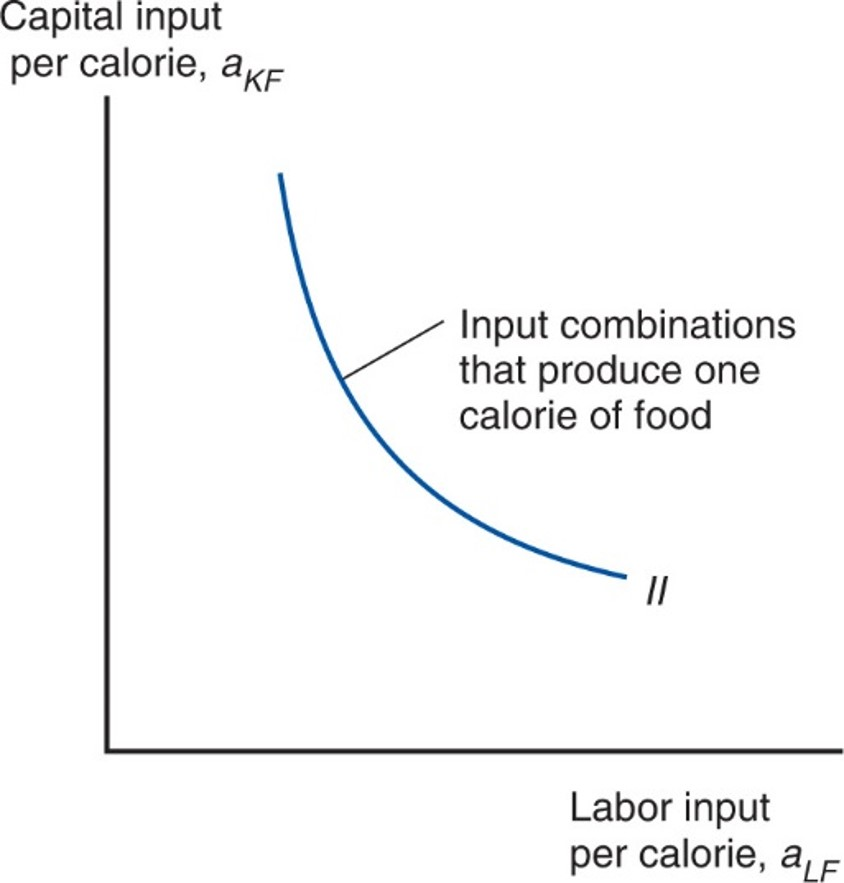 Capital input
per calorie, aKF
Input combinations
that produce one
calorie of food
II
Labor input
per calorie, aLF